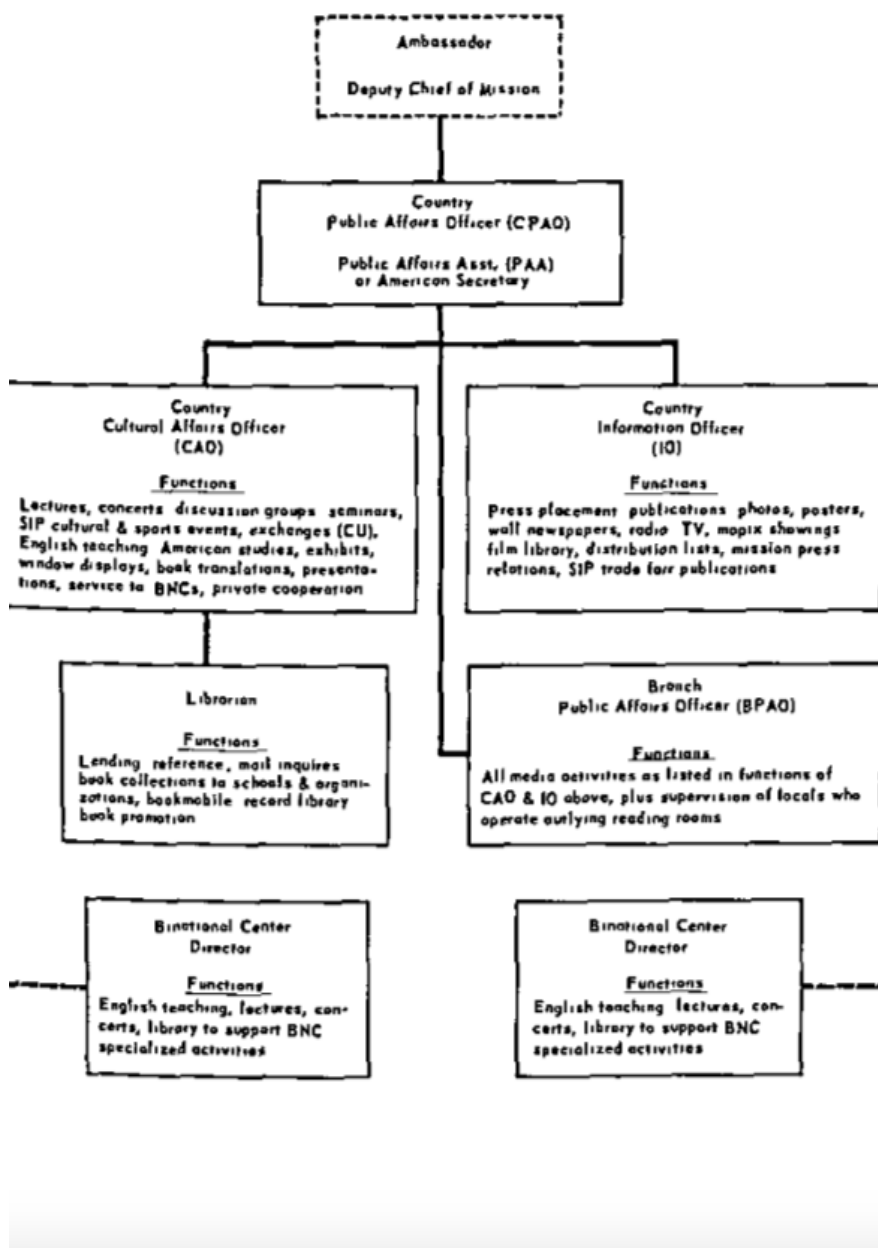 Ambassador
Deputy Chief of Mission
Country
Public Affairs Officer (CPAO)
Public Affairs Asst. (PAA)
or American Secretary
Country
Cultural Affairs Officer
(CAO)
Functions
Lectures, concerts discussion groups seminars,
SIP cultural & sports events, exchanges (CU),
English teaching American studies, exhibits,
window displays, book translations, presenta-
tions, service to BNCs, private cooperation
Country
Information Officer
(IO)
Functions
Press placement publications photos, posters,
wall newspapers, radio TV, mopix showings
film library, distribution lists, mission press
relations, SIP trade fair publications
Librarian
Functions
Lending reference, mail inquires
book collections to schools & organi-
zations, bookmobile record library
book promotion
Branch
Public Affairs Officer (BPAO)
Functions
All media activities as listed in functions of
CAO & IO above, plus supervision of locals who
operate outlying reading rooms
Binational Center
Director
Functions
English teaching, lectures, con-
certs, library to support BNC
specialized activities
Binational Center
Director
Functions
English teaching lectures, con-
certs, library to support BNC
specialized activities